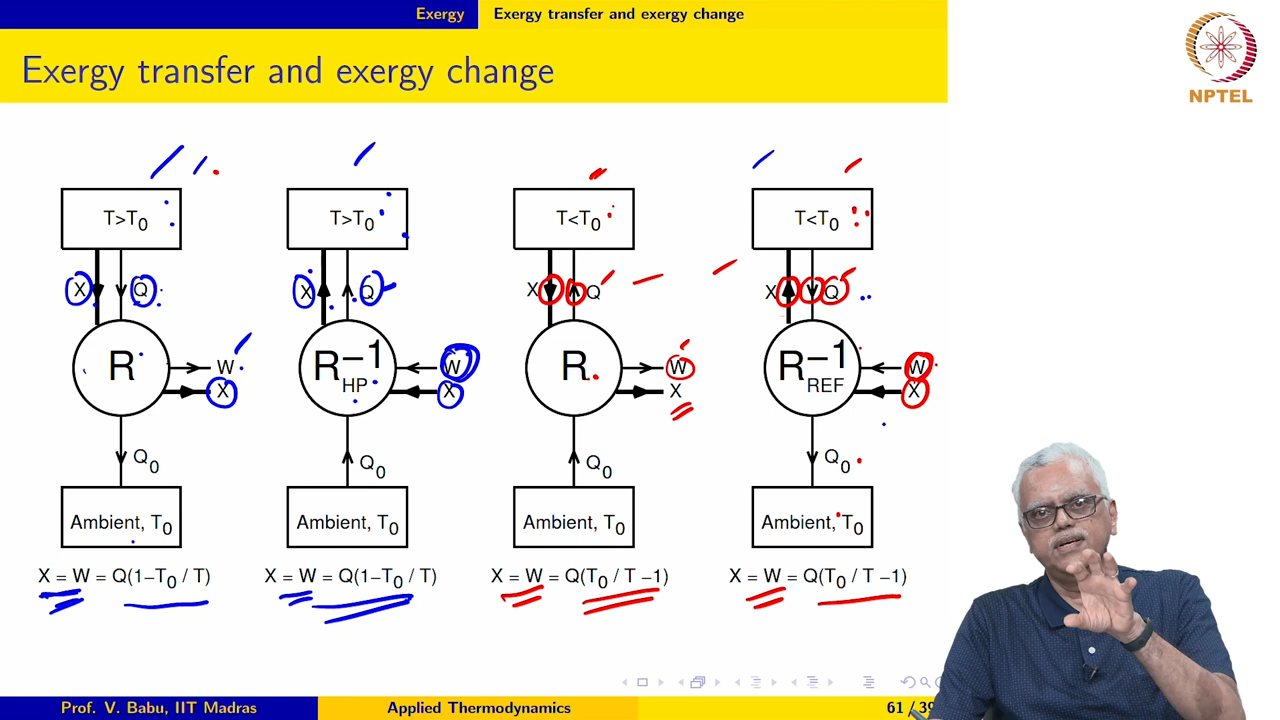 Exergy Exergy transfer and exergy change
Exergy transfer and exergy change
NPTEL
T>T0
X Q
R
W
X
Q0
Ambient, T0
X = W = Q(1−T0 / T)
T>T0
X Q
R−1
HP
W
X
Q0
Ambient, T0
X = W = Q(1−T0 / T)
T<T0
X Q
R
W
X
Q0
Ambient, T0
X = W = Q(T0 / T −1)
T<T0
X Q
R−1
REF
W
X
Q0
Ambient, T0
X = W = Q(T0 / T −1)
Prof. V. Babu, IIT Madras Applied Thermodynamics 61 / 39